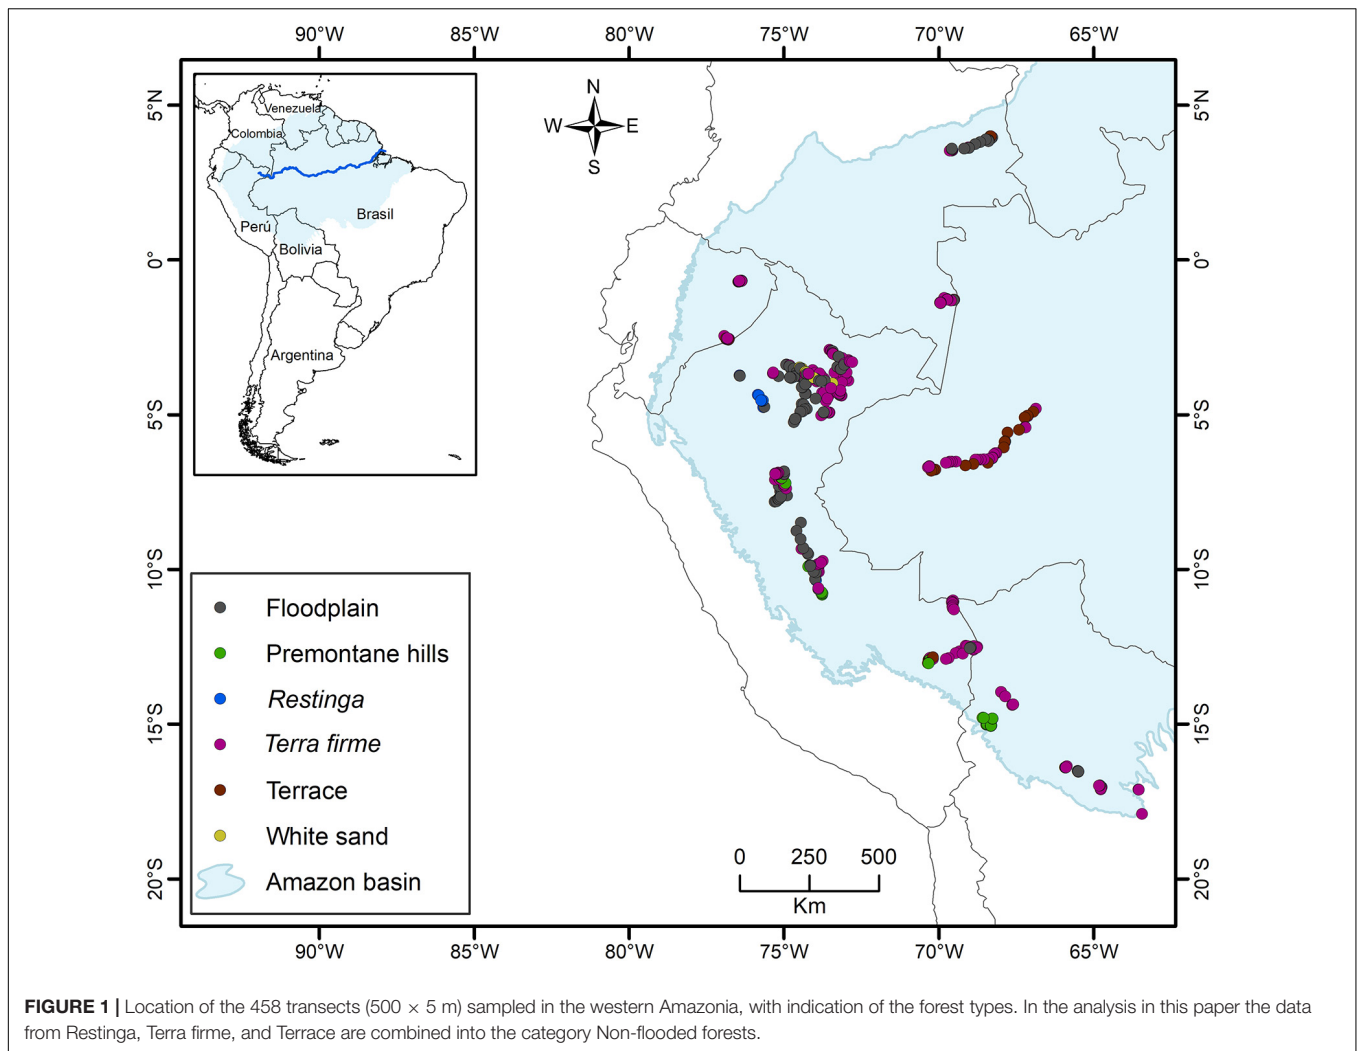 90°W 85°W 80°W 75°W 70°W 65°W
5°N 5°N
Venezuela
Colombia
Brasil
Perú
Bolivia
Argentina
N
W E
S
0° 0°
5°S 5°S
10°S 10°S
15°S 15°S
20°S 20°S
Floodplain
Premontane hills
Restinga
Terra firme
Terrace
White sand
Amazon basin
0 250 500
Km
90°W 85°W 80°W 75°W 70°W 65°W
FIGURE 1 | Location of the 458 transects (500 × 5 m) sampled in the western Amazonia, with indication of the forest types. In the analysis in this paper the data
from Restinga, Terra firme, and Terrace are combined into the category Non-flooded forests.